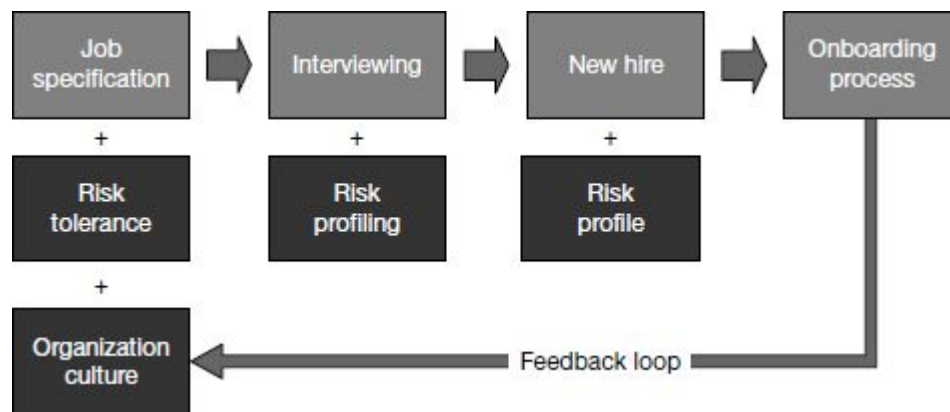 Job
specification
Interviewing
New hire
Onboarding
process
+
+
+
Risk
tolerance
Risk
profiling
Risk
profile
+
Organization
culture
Feedback loop